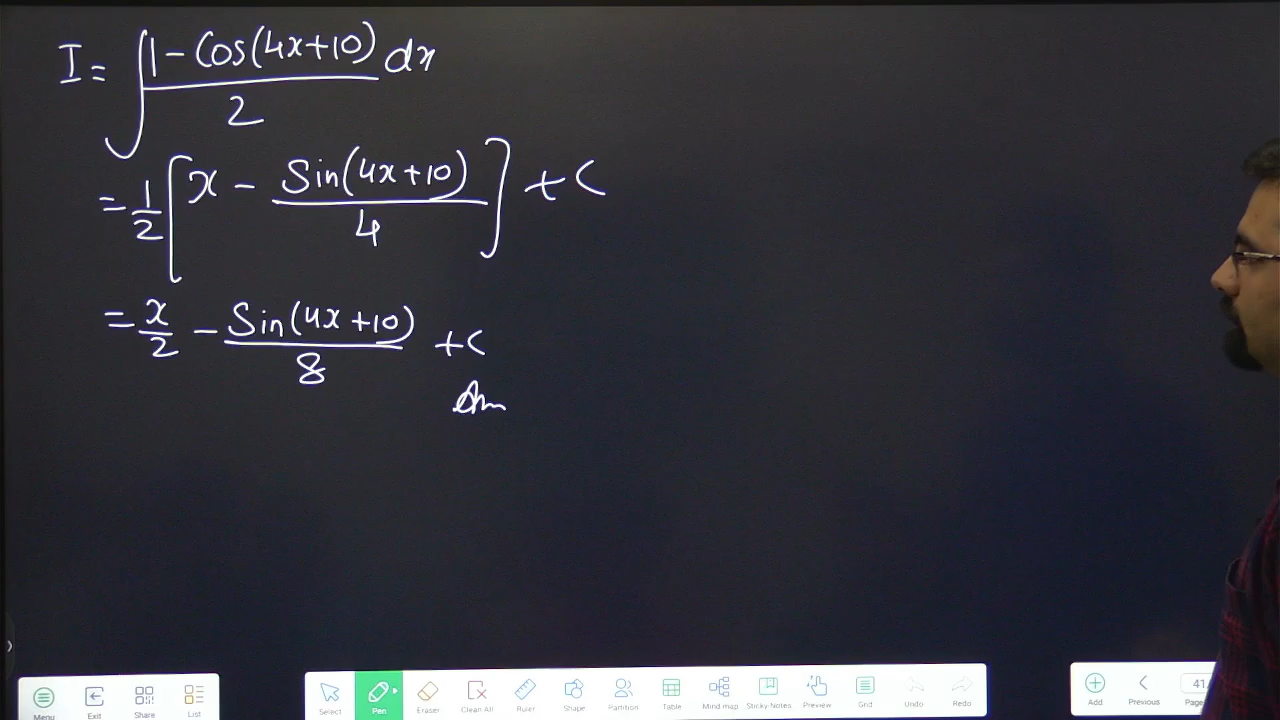 I = ∫ 1 - Cos(4x+10) / 2 dx
= 1/2 [ x - Sin(4x+10) / 4 ] + C
= x/2 - Sin(4x+10) / 8 + C
Ans
Menu Exit Share List Select Pen Eraser Clean All Ruler Shape Partition Table Mind map Sticky Notes Preview Grid Undo Redo Add Previous Page
41